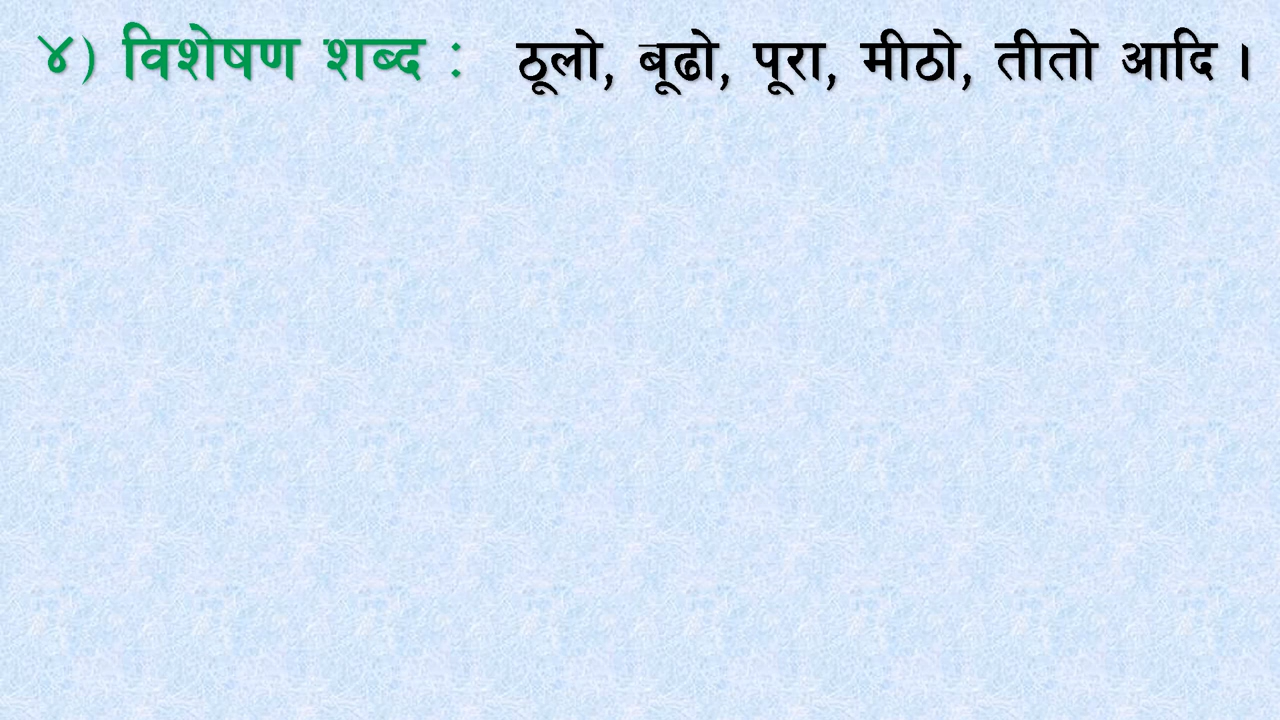 ४) विशेषण शब्द : ठूलो, बूढो, पूरा, मीठो, तीतो आदि ।